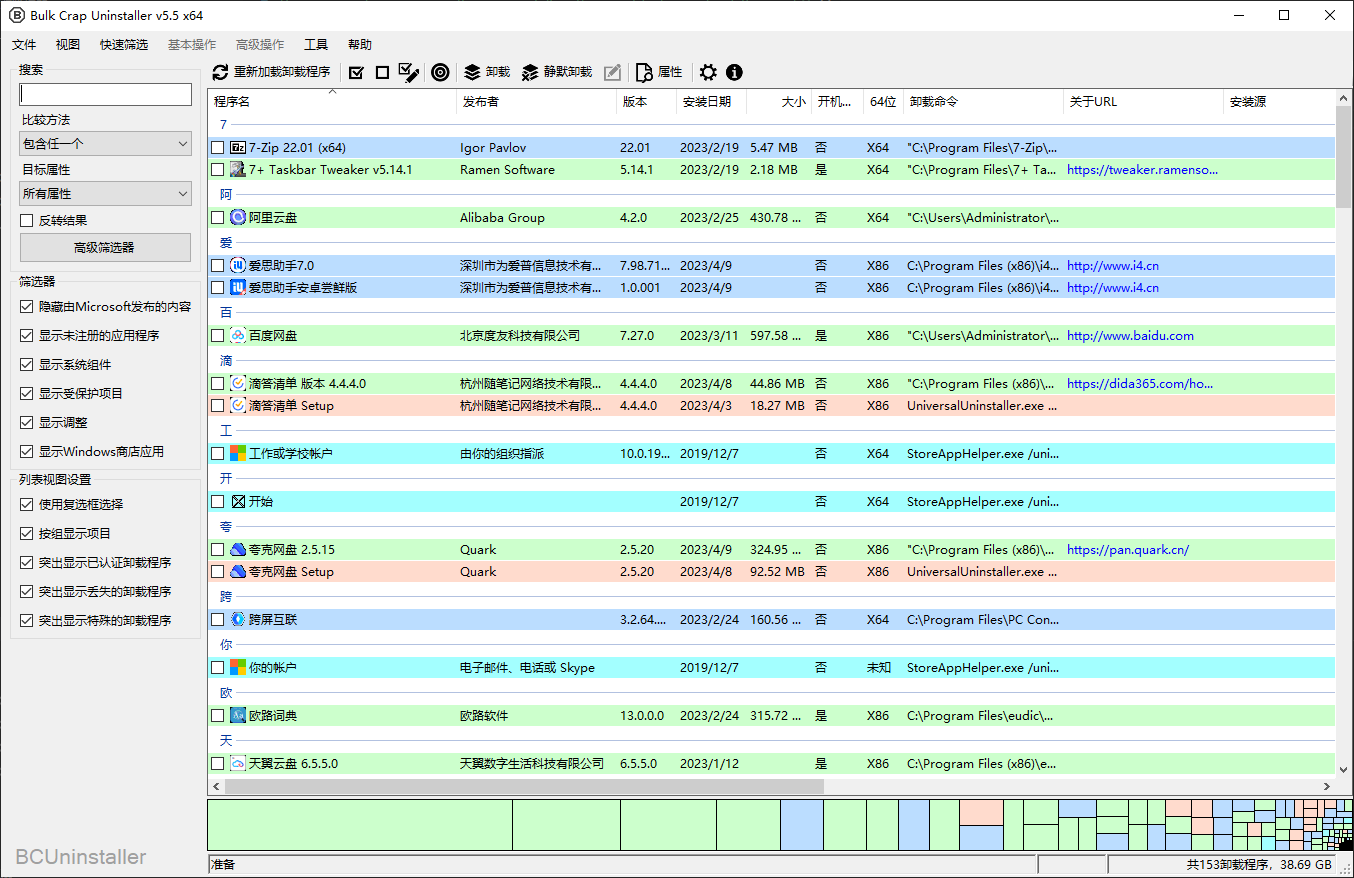 Bulk Crap Uninstaller v5.5 x64
文件 视图 快速筛选 基本操作 高级操作 工具 帮助
搜索
比较方法
包含任一个
目标属性
所有属性
反转结果
高级筛选器
筛选器
隐藏由Microsoft发布的内容
显示未注册的应用程序
显示系统组件
显示受保护项目
显示调整
显示Windows商店应用
列表视图设置
使用复选框选择
按组显示项目
突出显示已认证卸载程序
突出显示丢失的卸载程序
突出显示特殊的卸载程序
BCUninstaller
重新加载卸载程序 卸载 静默卸载 属性
程序名 发布者 版本 安装日期 大小 开机... 64位 卸载命令 关于URL 安装源
7
7-Zip 22.01 (x64) Igor Pavlov 22.01 2023/2/19 5.47 MB 否 X64 "C:\Program Files\7-Zip\...
7+ Taskbar Tweaker v5.14.1 Ramen Software 5.14.1 2023/2/19 2.18 MB 是 X64 "C:\Program Files\7+ Ta... https://tweaker.ramenso...
阿
阿里云盘 Alibaba Group 4.2.0 2023/2/25 430.78 ... 否 X64 "C:\Users\Administrator\...
爱
爱思助手7.0 深圳市为爱普信息技术有... 7.98.71... 2023/4/9 否 X86 C:\Program Files (x86)\i4... http://www.i4.cn
爱思助手安卓尝鲜版 深圳市为爱普信息技术有... 1.0.001 2023/4/9 否 X86 C:\Program Files (x86)\i4... http://www.i4.cn
百
百度网盘 北京度友科技有限公司 7.27.0 2023/3/11 597.58 ... 是 X86 "C:\Users\Administrator\... http://www.baidu.com
滴
滴答清单 版本 4.4.4.0 杭州随笔记网络技术有限... 4.4.4.0 2023/4/8 44.86 MB 否 X86 "C:\Program Files (x86)\... https://dida365.com/ho...
滴答清单 Setup 杭州随笔记网络技术有限... 4.4.4.0 2023/4/3 18.27 MB 否 X86 UniversalUninstaller.exe ...
工
工作或学校帐户 由你的组织指派 10.0.19... 2019/12/7 否 X64 StoreAppHelper.exe /uni...
开
开始 2019/12/7 否 X64 StoreAppHelper.exe /uni...
夸
夸克网盘 2.5.15 Quark 2.5.20 2023/4/9 324.95 ... 否 X86 "C:\Program Files (x86)\... https://pan.quark.cn/
夸克网盘 Setup Quark 2.5.20 2023/4/8 92.52 MB 否 X86 UniversalUninstaller.exe ...
跨
跨屏互联 3.2.64.... 2023/2/24 160.56 ... 否 X64 C:\Program Files\PC Con...
你
你的帐户 电子邮件、电话或 Skype 2019/12/7 否 未知 StoreAppHelper.exe /uni...
欧
欧路词典 欧路软件 13.0.0.0 2023/2/24 315.72 ... 是 X86 C:\Program Files\eudic\...
天
天翼云盘 6.5.5.0 天翼数字生活科技有限公司 6.5.5.0 2023/1/12 是 X86 C:\Program Files (x86)\e...
准备 共153卸载程序，38.69 GB